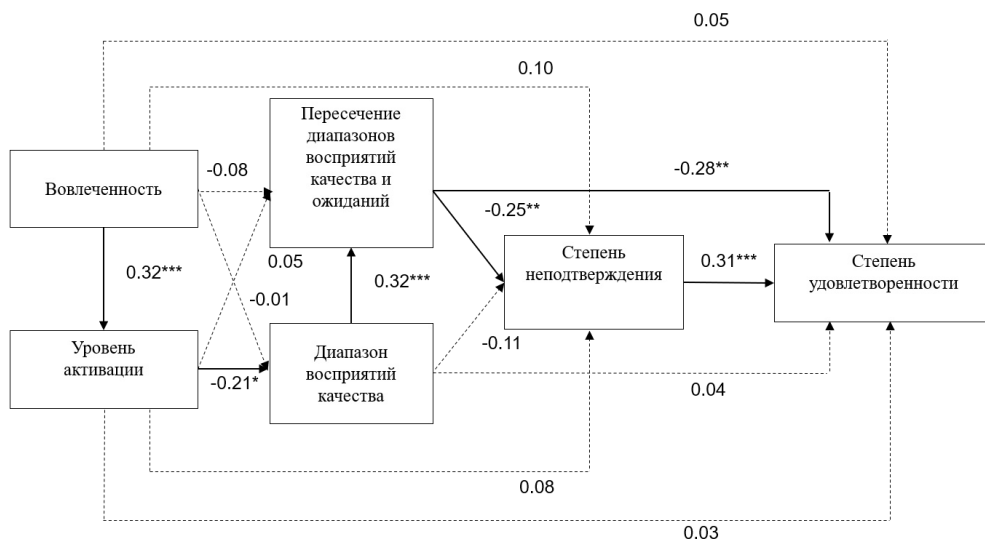 0.05
0.10
Пересечение
диапазонов
восприятий
качества и
ожиданий
Вовлеченность
-0.08
-0.28**
-0.25**
Степень
неподтверждения
0.31***
Степень
удовлетворенности
0.32***
0.05
0.32***
-0.01
Уровень
активации
Диапазон
восприятий
качества
-0.11
-0.21*
0.04
0.08
0.03